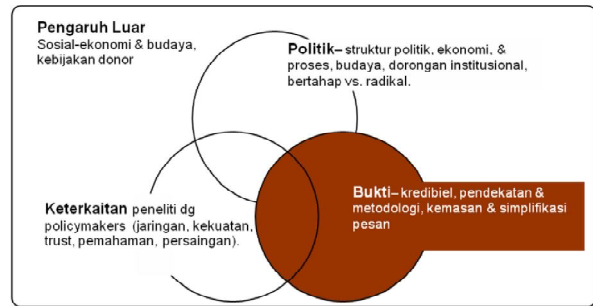 Pengaruh Luar
Sosial-ekonomi & budaya,
kebijakan donor
Politik– struktur politik, ekonomi, &
proses, budaya, dorongan institusional,
bertahap vs. radikal.
Keterkaitan peneliti dg
policymakers (jaringan, kekuatan,
trust, pemahaman, persaingan).
Bukti– kredibiel, pendekatan &
metodologi, kemasan & simplifikasi
pesan